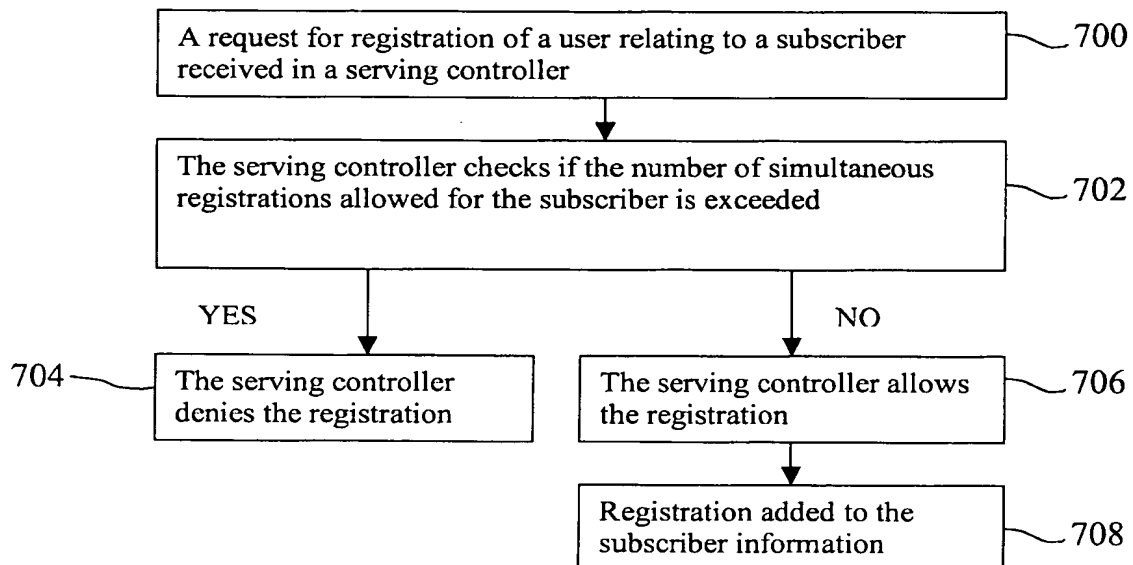 A request for registration of a user relating to a subscriber
received in a serving controller
700
The serving controller checks if the number of simultaneous
registrations allowed for the subscriber is exceeded
702
YES
NO
704
The serving controller
denies the registration
The serving controller allows
the registration
706
Registration added to the
subscriber information
708